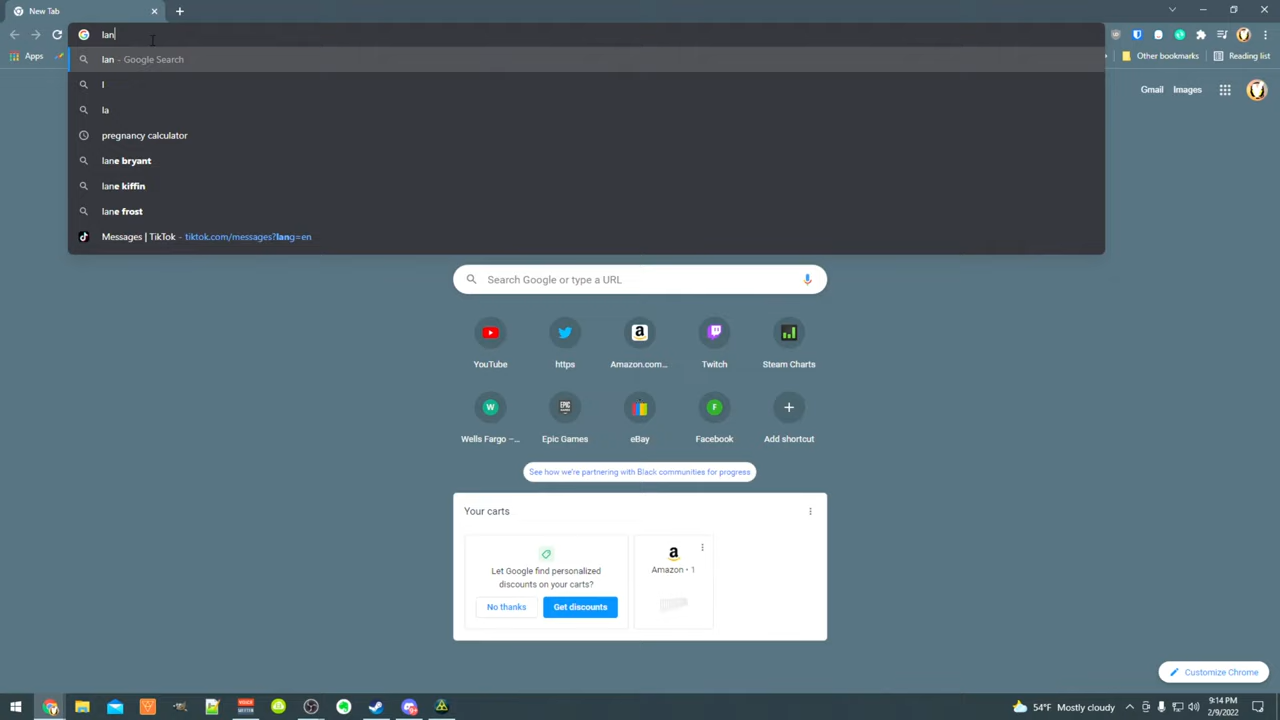 New Tab
lan
lan - Google Search
l
la
pregnancy calculator
lane bryant
lane kiffin
lane frost
Messages | TikTok - tiktok.com/messages?lang=en
Apps
Other bookmarks
Reading list
Gmail Images
Search Google or type a URL
YouTube https Amazon.com... Twitch Steam Charts
W F
EPIC GAMES
Wells Fargo –... Epic Games eBay Facebook Add shortcut
See how we're partnering with Black communities for progress
Your carts
Let Google find personalized
discounts on your carts?
No thanks Get discounts
Amazon • 1
Customize Chrome
54°F Mostly cloudy
9:14 PM
2/9/2022